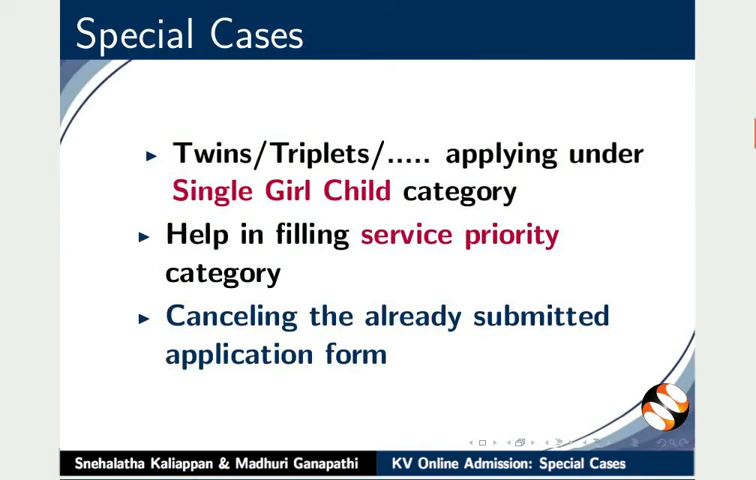 Special Cases
Twins/Triplets/..... applying under
Single Girl Child category
Help in filling service priority
category
Canceling the already submitted
application form
Snehalatha Kaliappan & Madhuri Ganapathi
KV Online Admission: Special Cases